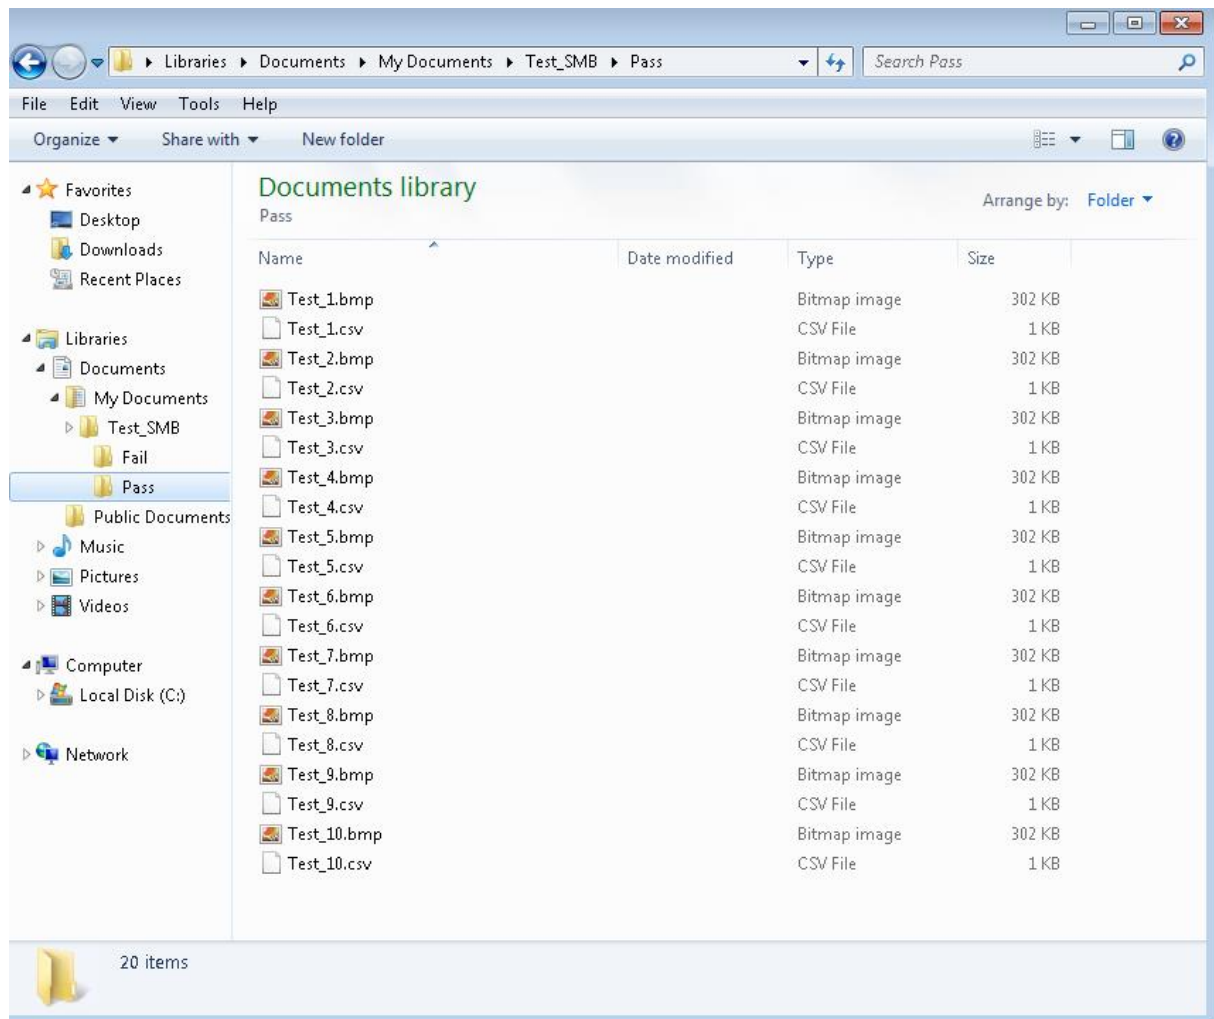 Libraries Documents My Documents Test_SMB Pass Search Pass
File Edit View Tools Help
Organize Share with New folder
Favorites
Desktop
Downloads
Recent Places
Libraries
Documents
My Documents
Test_SMB
Fail
Pass
Public Documents
Music
Pictures
Videos
Computer
Local Disk (C:)
Network
Documents library
Pass
Arrange by: Folder
Name Date modified Type Size
Test_1.bmp Bitmap image 302 KB
Test_1.csv CSV File 1 KB
Test_2.bmp Bitmap image 302 KB
Test_2.csv CSV File 1 KB
Test_3.bmp Bitmap image 302 KB
Test_3.csv CSV File 1 KB
Test_4.bmp Bitmap image 302 KB
Test_4.csv CSV File 1 KB
Test_5.bmp Bitmap image 302 KB
Test_5.csv CSV File 1 KB
Test_6.bmp Bitmap image 302 KB
Test_6.csv CSV File 1 KB
Test_7.bmp Bitmap image 302 KB
Test_7.csv CSV File 1 KB
Test_8.bmp Bitmap image 302 KB
Test_8.csv CSV File 1 KB
Test_9.bmp Bitmap image 302 KB
Test_9.csv CSV File 1 KB
Test_10.bmp Bitmap image 302 KB
Test_10.csv CSV File 1 KB
20 items